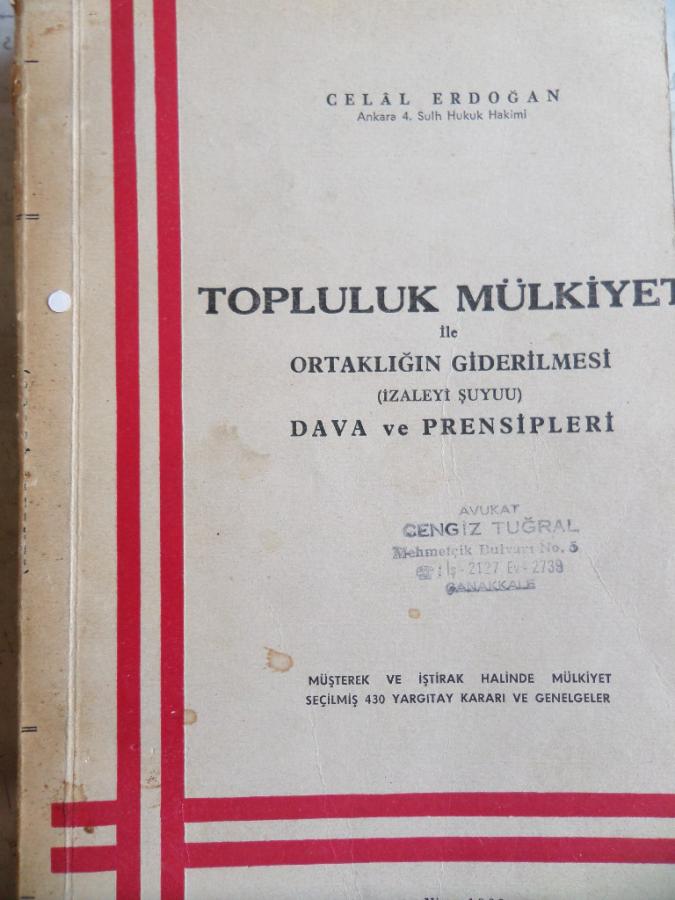 CELÂL ERDOĞAN
Ankara 4. Sulh Hukuk Hakimi
TOPLULUK MÜLKİYET
ile
ORTAKLIĞIN GİDERİLMESİ
(İZALEYİ ŞUYUU)
DAVA ve PRENSİPLERİ
AVUKAT
CENGİZ TUĞRAL
Mehmetçik Bulvarı No. 5
☎ : İş - 2127 Ev - 2739
ÇANAKKALE
MÜŞTEREK VE İŞTİRAK HALİNDE MÜLKİYET
SEÇİLMİŞ 430 YARGITAY KARARI VE GENELGELER